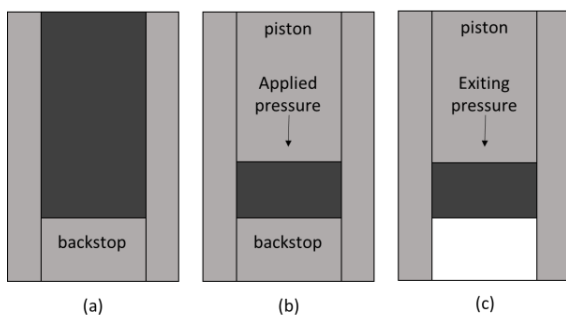 piston
piston
Applied
pressure
Exiting
pressure
backstop
backstop
(a)
(b)
(c)